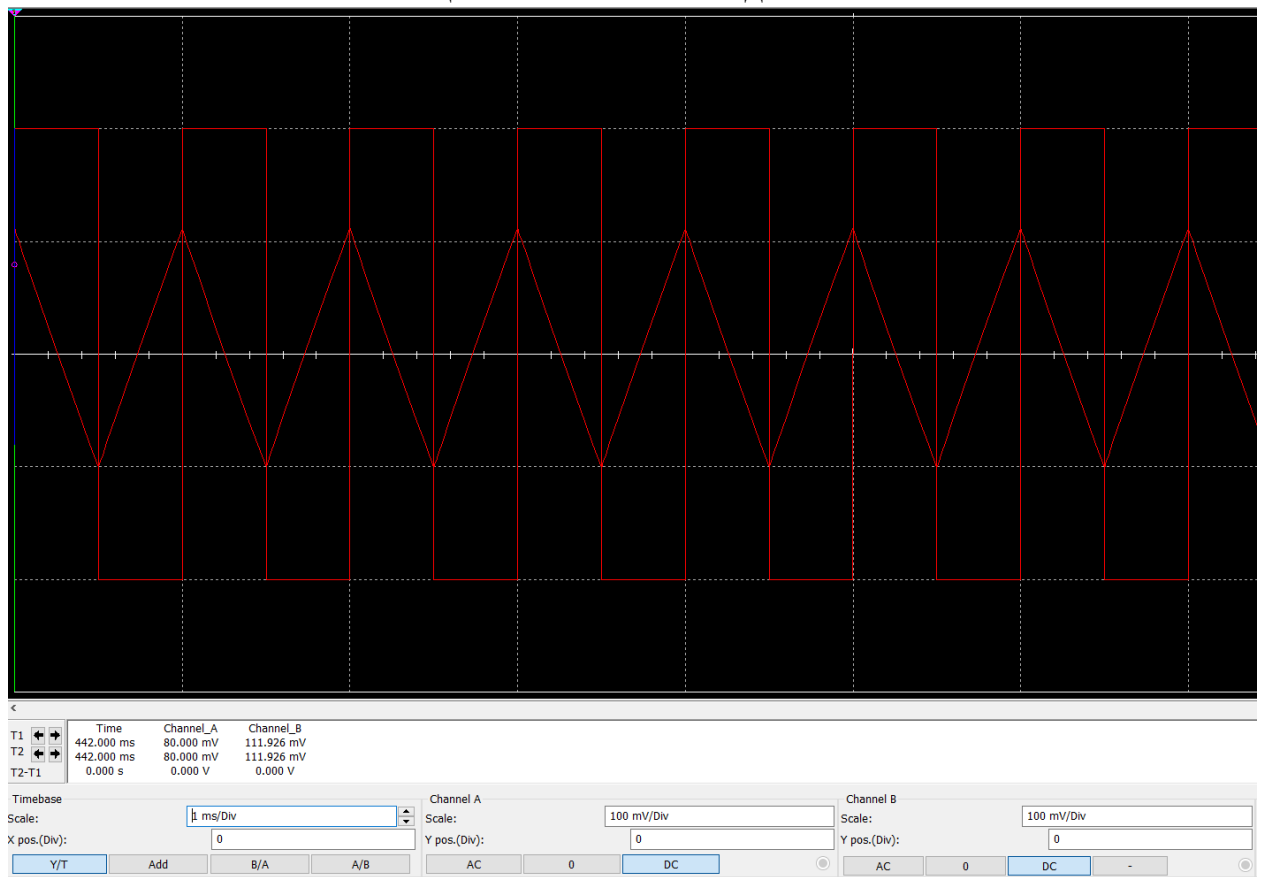 <
Time Channel_A Channel_B
T1 442.000 ms 80.000 mV 111.926 mV
T2 442.000 ms 80.000 mV 111.926 mV
T2-T1 0.000 s 0.000 V 0.000 V
Timebase
Scale: 1 ms/Div
X pos.(Div): 0
Y/T Add B/A A/B
Channel A
Scale: 100 mV/Div
Y pos.(Div): 0
AC 0 DC
Channel B
Scale: 100 mV/Div
Y pos.(Div): 0
AC 0 DC -